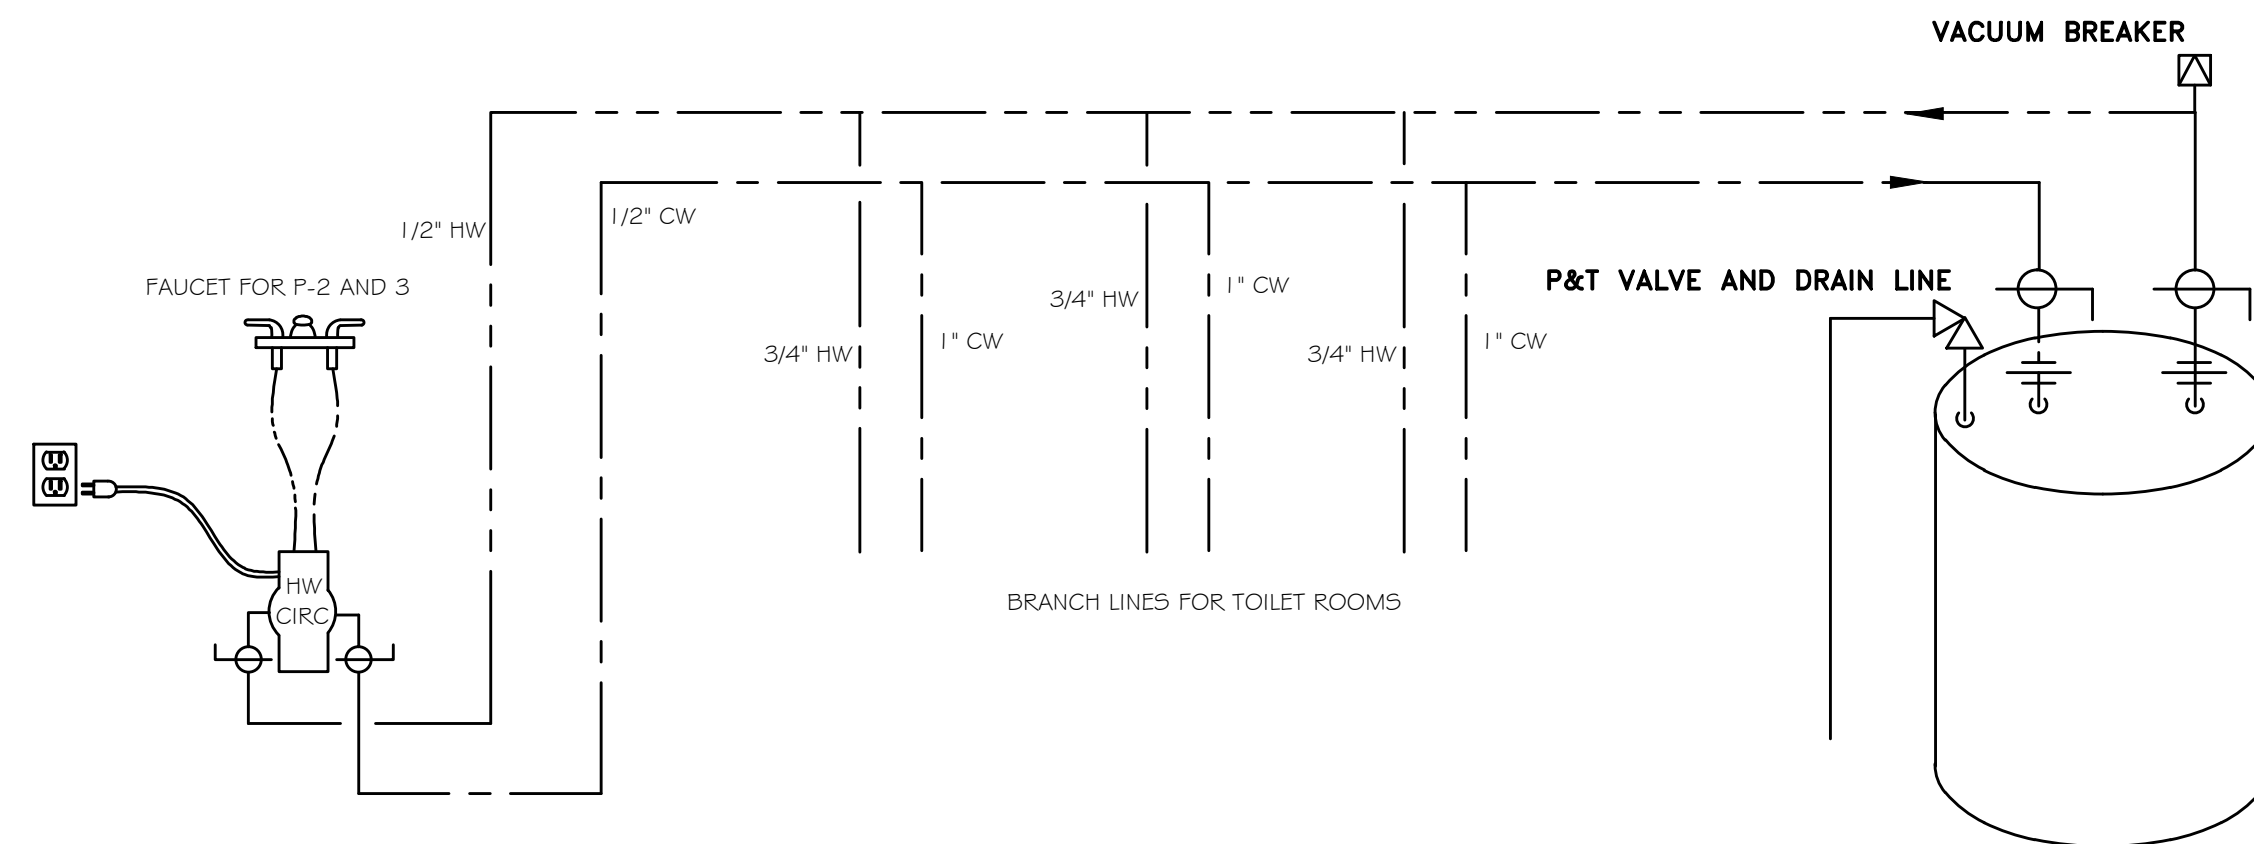 VACUUM BREAKER
1/2" CW
1/2" HW
P&T VALVE AND DRAIN LINE
FAUCET FOR P-2 AND 3
1" CW
3/4" HW
1" CW
1" CW
3/4" HW
3/4" HW
HW
CIRC
BRANCH LINES FOR TOILET ROOMS